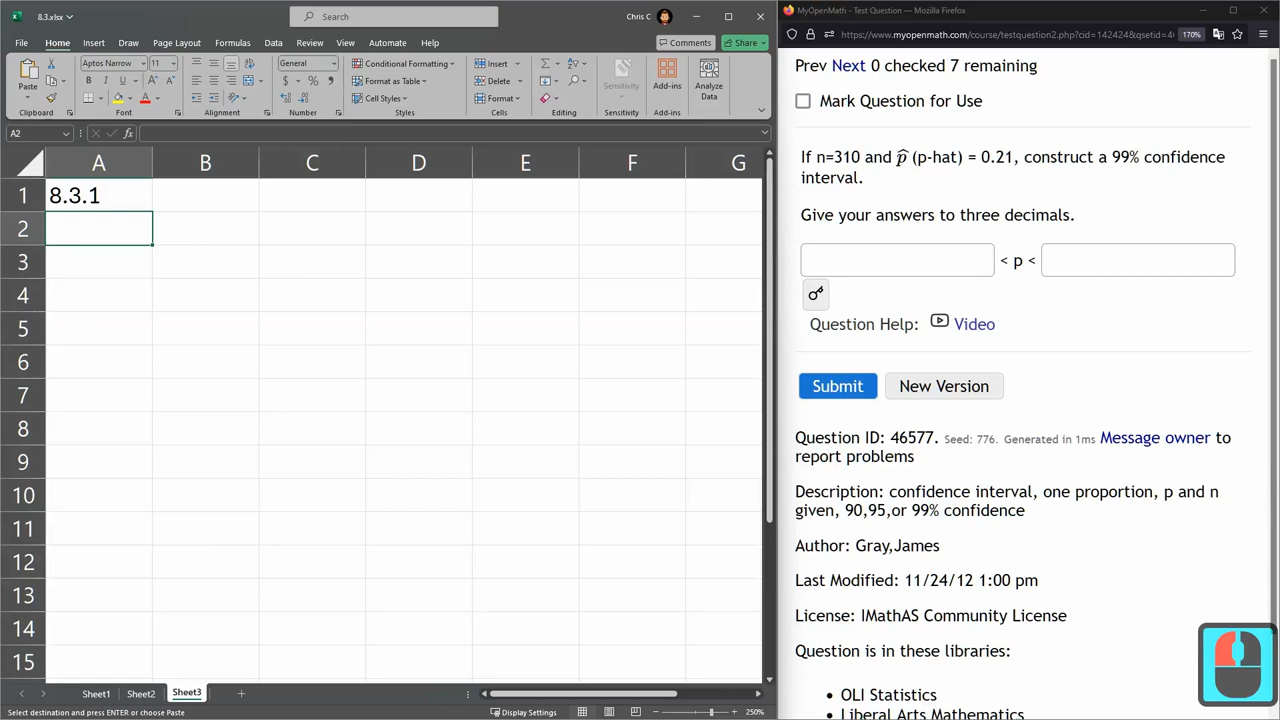 8.3.xlsx
Search
Chris C
File Home Insert Draw Page Layout Formulas Data Review View Automate Help Comments Share
Paste
Clipboard
Aptos Narrow 11
B I U
Font
Alignment
General
$ % ,
Number
Conditional Formatting
Format as Table
Cell Styles
Styles
Insert
Delete
Format
Cells
Editing
Sensitivity
Sensitivity
Add-ins
Add-ins
Analyze Data
A2 fx
A B C D E F G
1 8.3.1
2
3
4
5
6
7
8
9
10
11
12
13
14
15
Sheet1 Sheet2 Sheet3
Select destination and press ENTER or choose Paste Display Settings 250%
MyOpenMath - Test Question — Mozilla Firefox
https://www.myopenmath.com/course/testquestion2.php?cid=142424&qsetid=4 170%
Prev Next 0 checked 7 remaining
Mark Question for Use
If n=310 and p̂ (p-hat) = 0.21, construct a 99% confidence
interval.
Give your answers to three decimals.
< p <
Question Help: Video
Submit New Version
Question ID: 46577. Seed: 776. Generated in 1ms Message owner to
report problems
Description: confidence interval, one proportion, p and n
given, 90,95,or 99% confidence
Author: Gray,James
Last Modified: 11/24/12 1:00 pm
License: IMathAS Community License
Question is in these libraries:
• OLI Statistics
• Liberal Arts Mathematics